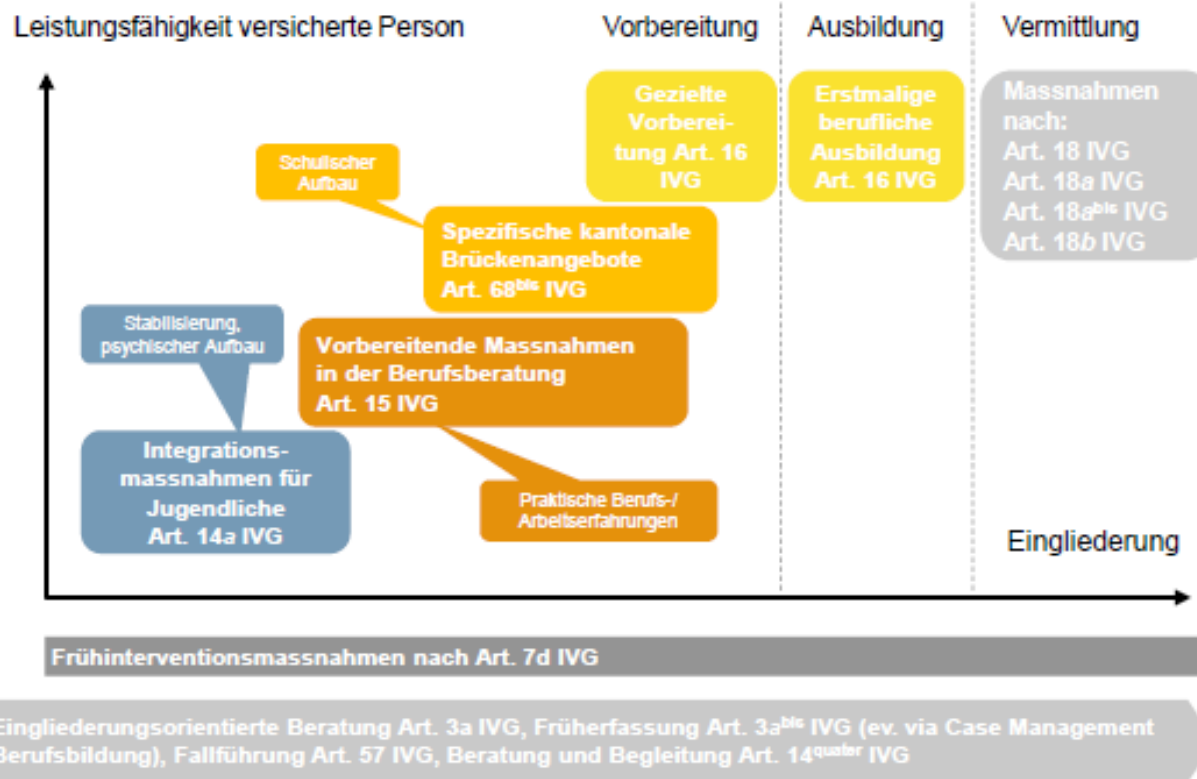 Leistungsfähigkeit versicherte Person
Vorbereitung
Ausbildung
Vermittlung
Gezielte
Vorberei-
tung Art. 16
IVG
Erstmalige
berufliche
Ausbildung
Art. 16 IVG
Massnahmen
nach:
Art. 18 IVG
Art. 18a IVG
Art. 18aᵇⁱˢ IVG
Art. 18b IVG
Schulischer
Aufbau
Spezifische kantonale
Brückenangebote
Art. 68ᵇⁱˢ IVG
Stabilisierung,
psychischer Aufbau
Vorbereitende Massnahmen
in der Berufsberatung
Art. 15 IVG
Integrations-
massnahmen für
Jugendliche
Art. 14a IVG
Praktische Berufs-/
Arbeitserfahrungen
Eingliederung
Frühinterventionsmassnahmen nach Art. 7d IVG
Eingliederungsorientierte Beratung Art. 3a IVG, Früherfassung Art. 3aᵇⁱˢ IVG (ev. via Case Management
Berufsbildung), Fallführung Art. 57 IVG, Beratung und Begleitung Art. 14quater IVG